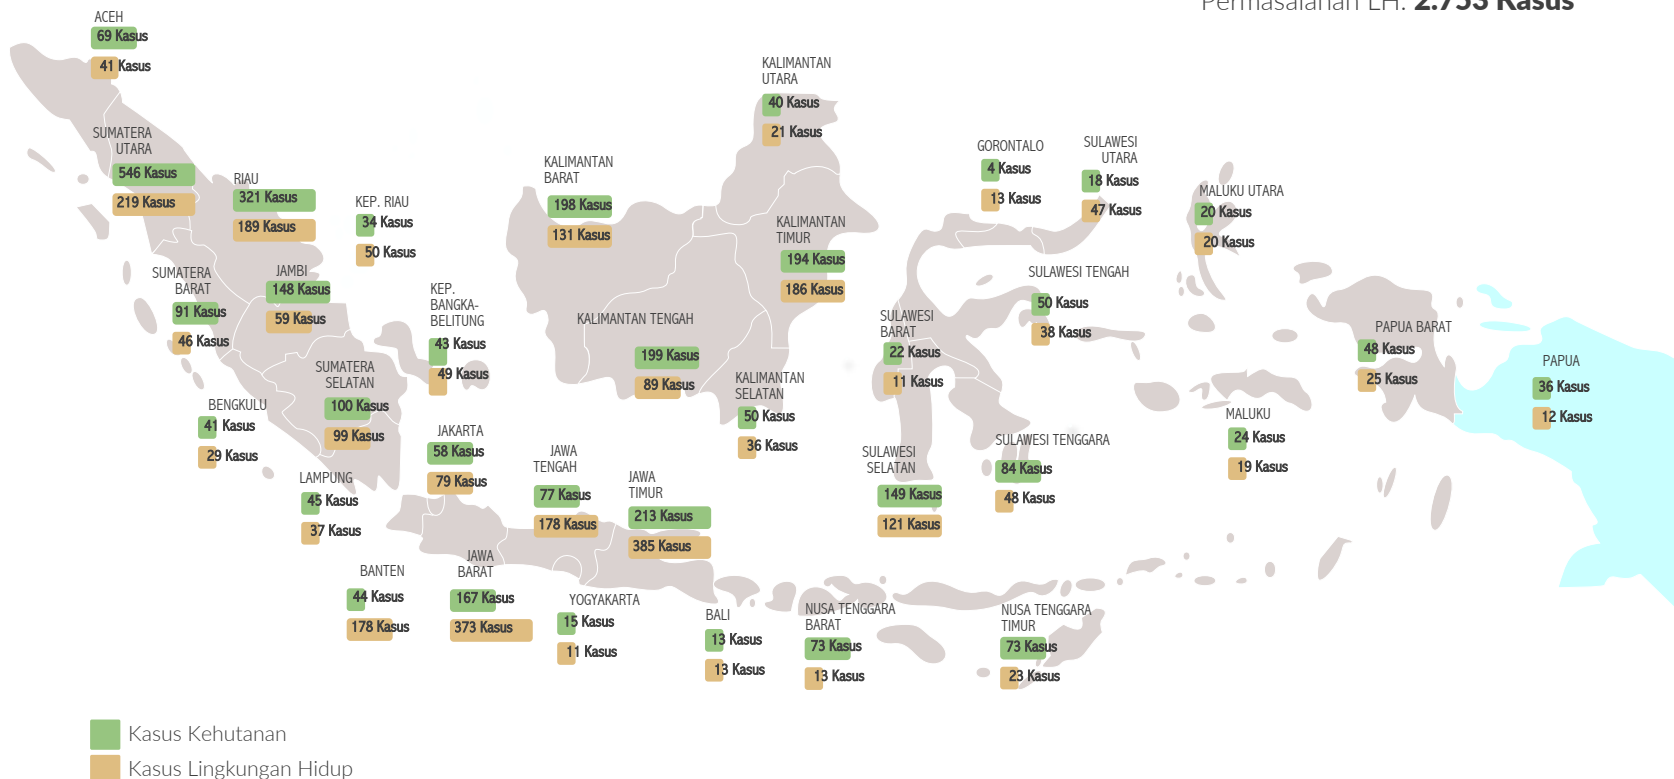 Permasalahan LH: 2.753 Kasus
ACEH
69 Kasus
41 Kasus
SUMATERA
UTARA
546 Kasus
219 Kasus
RIAU
321 Kasus
189 Kasus
KEP. RIAU
34 Kasus
50 Kasus
SUMATERA
BARAT
91 Kasus
46 Kasus
JAMBI
148 Kasus
59 Kasus
KEP.
BANGKA-
BELITUNG
43 Kasus
49 Kasus
SUMATERA
SELATAN
100 Kasus
99 Kasus
BENGKULU
41 Kasus
29 Kasus
LAMPUNG
45 Kasus
37 Kasus
JAKARTA
58 Kasus
79 Kasus
BANTEN
44 Kasus
178 Kasus
JAWA
BARAT
167 Kasus
373 Kasus
JAWA
TENGAH
77 Kasus
178 Kasus
YOGYAKARTA
15 Kasus
11 Kasus
JAWA
TIMUR
213 Kasus
385 Kasus
BALI
13 Kasus
13 Kasus
NUSA TENGGARA
BARAT
73 Kasus
13 Kasus
NUSA TENGGARA
TIMUR
73 Kasus
23 Kasus
KALIMANTAN
BARAT
198 Kasus
131 Kasus
KALIMANTAN
UTARA
40 Kasus
21 Kasus
KALIMANTAN
TIMUR
194 Kasus
186 Kasus
KALIMANTAN TENGAH
199 Kasus
89 Kasus
KALIMANTAN
SELATAN
50 Kasus
36 Kasus
GORONTALO
4 Kasus
13 Kasus
SULAWESI
UTARA
18 Kasus
47 Kasus
SULAWESI TENGAH
50 Kasus
38 Kasus
SULAWESI
BARAT
22 Kasus
11 Kasus
SULAWESI
SELATAN
149 Kasus
121 Kasus
SULAWESI TENGGARA
84 Kasus
48 Kasus
MALUKU UTARA
20 Kasus
20 Kasus
MALUKU
24 Kasus
19 Kasus
PAPUA BARAT
48 Kasus
25 Kasus
PAPUA
36 Kasus
12 Kasus
Kasus Kehutanan
Kasus Lingkungan Hidup